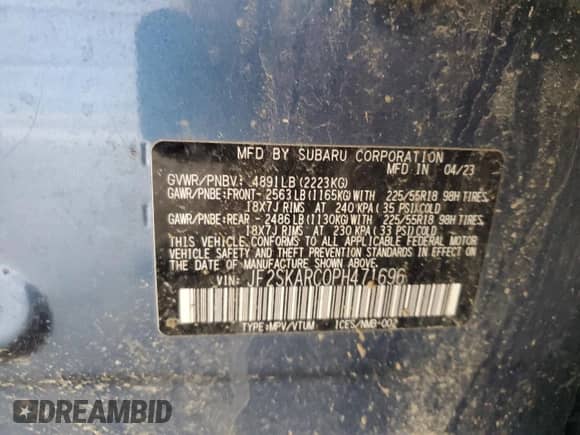 MFD BY SUBARU CORPORATION
MFD IN 04/23
GVWR/PNBV: 4891LB(2223KG)
GAWR/PNBE:FRONT- 2563LB(1165KG)WITH 225/55R18 98H TIRES,
18X7J RIMS AT 240 KPA(35 PSI)COLD
GAWR/PNBE:REAR - 2486LB(1130KG)WITH 225/55R18 98H TIRES,
18X7J RIMS AT 230 KPA(33 PSI)COLD
THIS VEHICLE CONFORMS TO ALL APPLICABLE FEDERAL MOTOR
VEHICLE SAFETY, BUMPER, AND THEFT PREVENTION
STANDARDS IN EFFECT ON THE DATE OF MANUFACTURE
SHOWN ABOVE.
VIN: JF2SKARC0PH471696
TYPE:MPV/VTUM ICES/NMB-002
DREAMBID